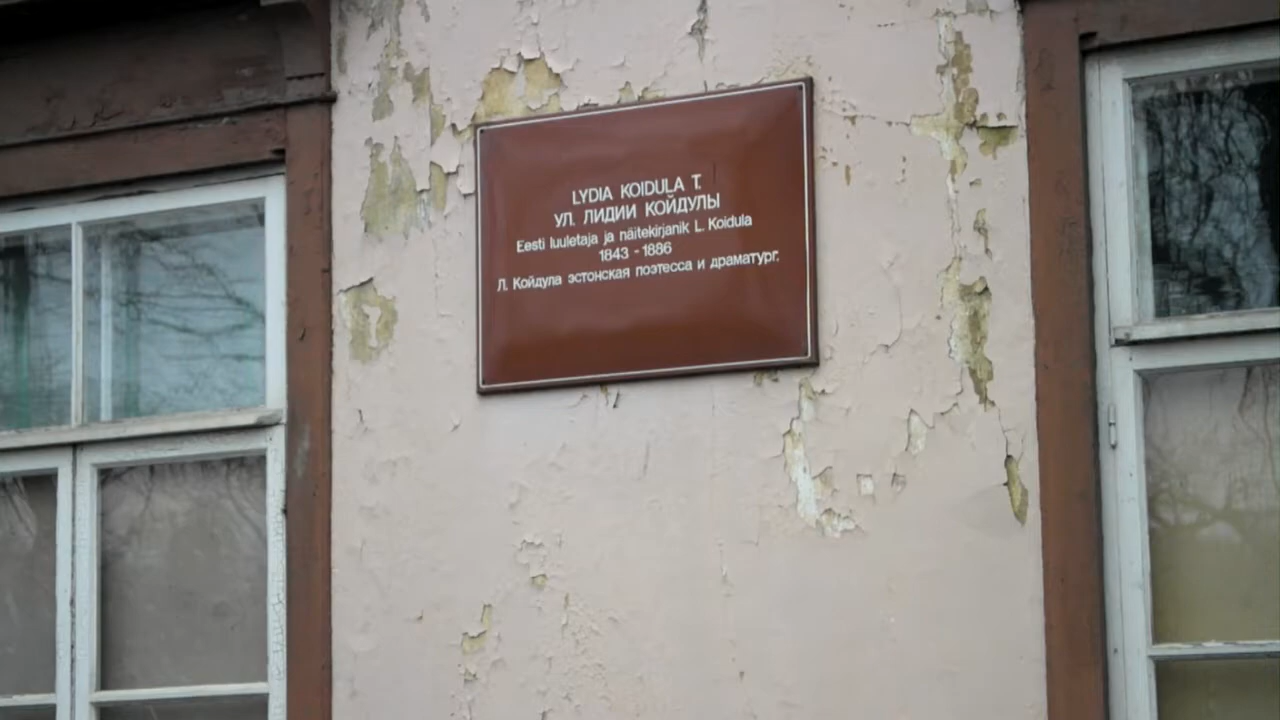 LYDIA KOIDULA T.
УЛ. ЛИДИИ КОЙДУЛЫ
Eesti luuletaja ja näitekirjanik L. Koidula
1843 - 1886
Л. Койдула эстонская поэтесса и драматург.